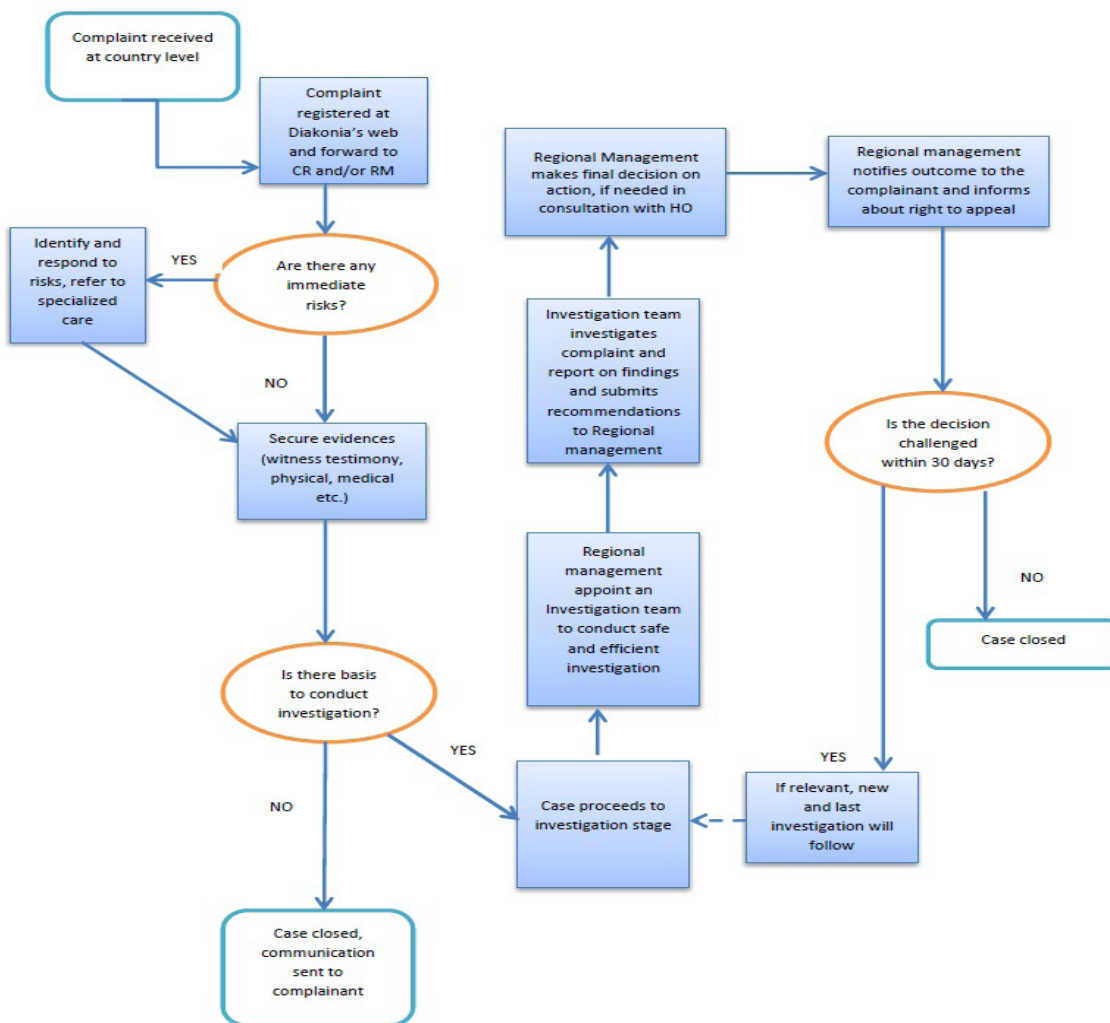 Complaint received
at country level
Complaint
registered at
Diakonia's web
and forward to
CR and/or RM
Are there any
immediate
risks?
YES
Identify and
respond to
risks, refer to
specialized
care
NO
Secure evidences
(witness testimony,
physical, medical
etc.)
Is there basis
to conduct
investigation?
NO
Case closed,
communication
sent to
complainant
YES
Case proceeds to
investigation stage
Regional
management
appoint an
Investigation team
to conduct safe
and efficient
investigation
Investigation team
investigates
complaint and
report on findings
and submits
recommendations
to Regional
management
Regional Management
makes final decision on
action, if needed in
consultation with HO
Regional management
notifies outcome to the
complainant and informs
about right to appeal
Is the decision
challenged
within 30 days?
NO
Case closed
YES
If relevant, new
and last
investigation will
follow